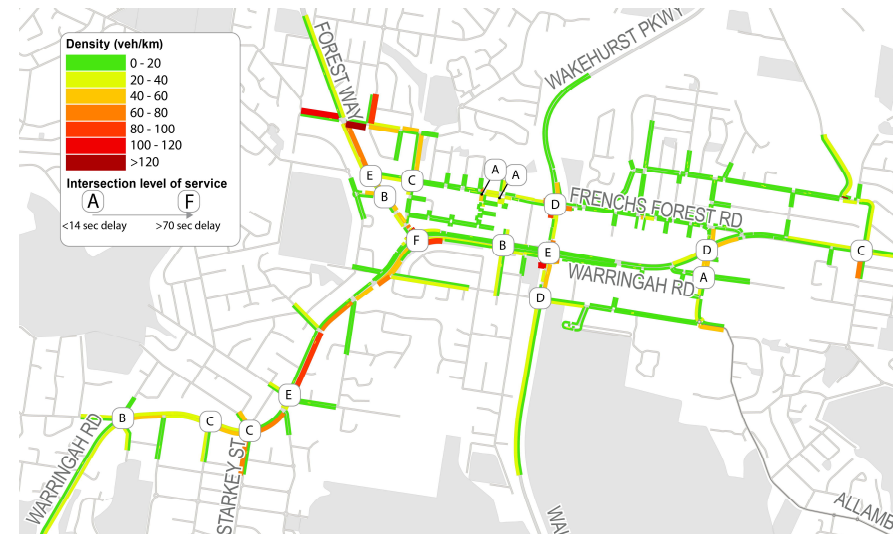 Density (veh/km)
0 - 20
20 - 40
40 - 60
60 - 80
80 - 100
100 - 120
>120
Intersection level of service
A F
<14 sec delay >70 sec delay
FOREST WAY
WAKEHURST PKWY
A A
E
C
B
D
FRENCHS FOREST RD
F
B
E
D
C
WARRINGAH RD
A
D
E
B
C
C
WARRINGAH RD
STARKEY ST
WAK
ALLAMB